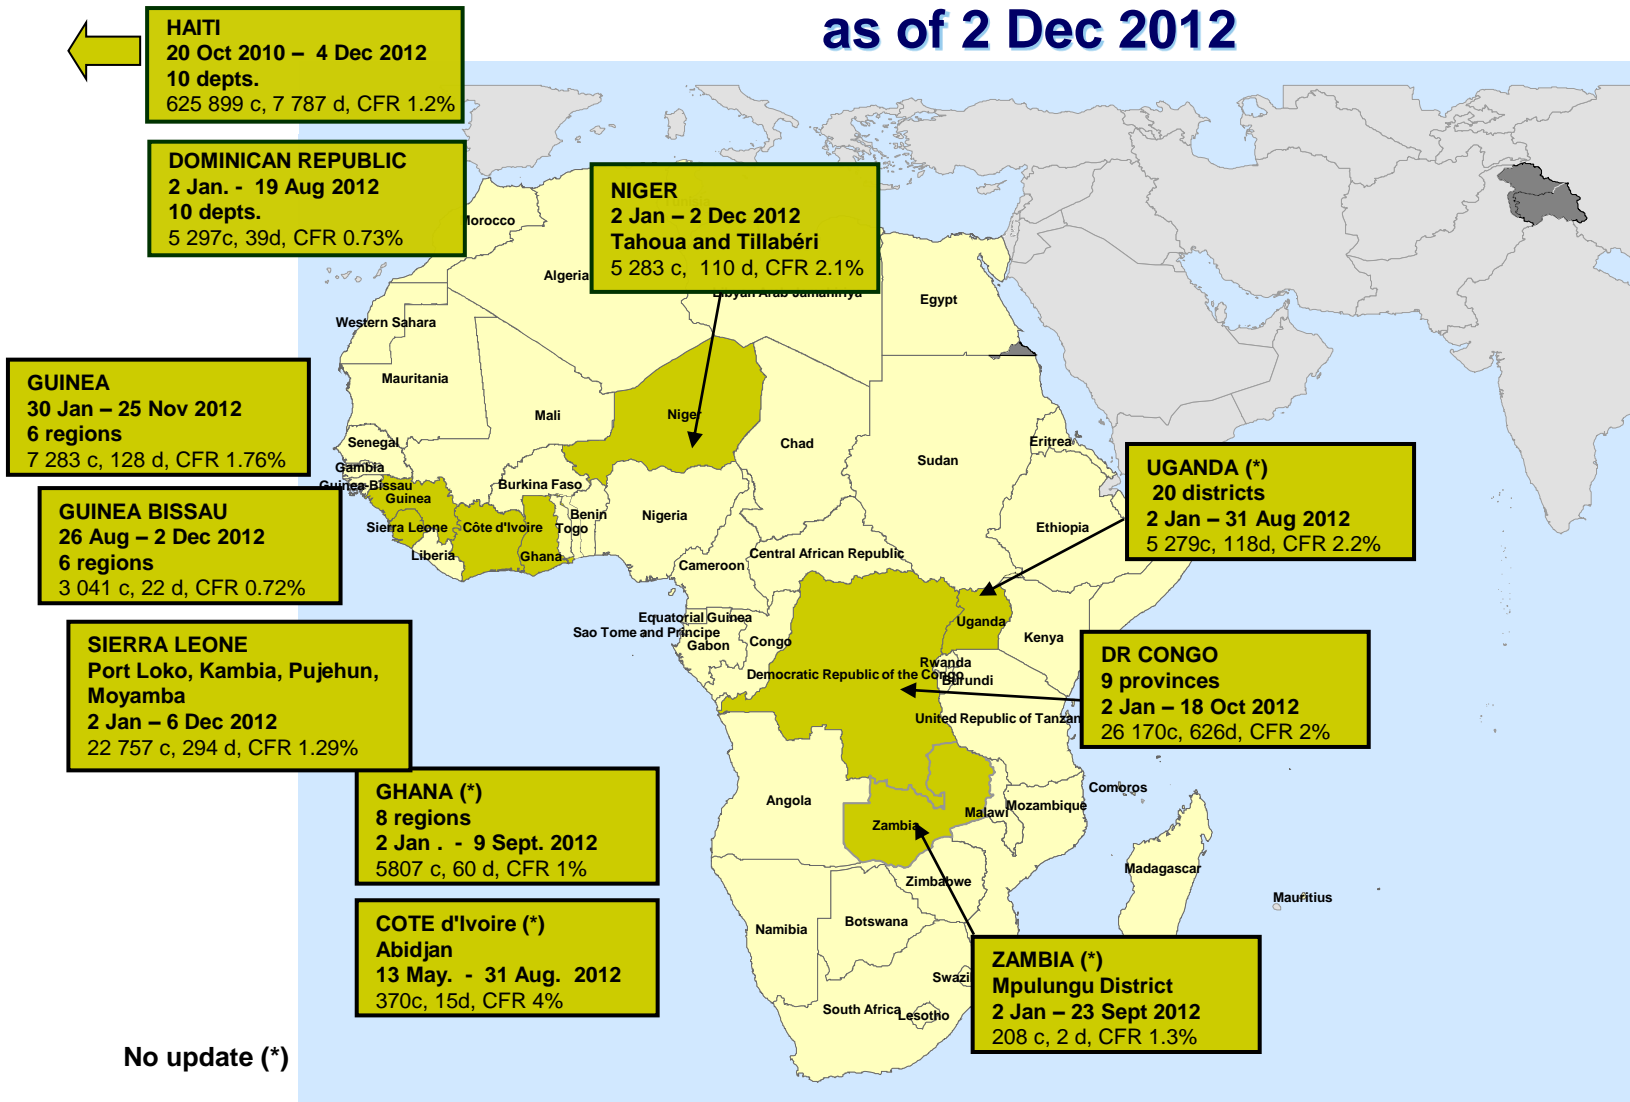 as of 2 Dec 2012
HAITI
20 Oct 2010 – 4 Dec 2012
10 depts.
625 899 c, 7 787 d, CFR 1.2%
DOMINICAN REPUBLIC
2 Jan. - 19 Aug 2012
10 depts.
5 297c, 39d, CFR 0.73%
NIGER
2 Jan – 2 Dec 2012
Tahoua and Tillabéri
5 283 c, 110 d, CFR 2.1%
GUINEA
30 Jan – 25 Nov 2012
6 regions
7 283 c, 128 d, CFR 1.76%
GUINEA BISSAU
26 Aug – 2 Dec 2012
6 regions
3 041 c, 22 d, CFR 0.72%
SIERRA LEONE
Port Loko, Kambia, Pujehun,
Moyamba
2 Jan – 6 Dec 2012
22 757 c, 294 d, CFR 1.29%
GHANA (*)
8 regions
2 Jan . - 9 Sept. 2012
5807 c, 60 d, CFR 1%
COTE d'Ivoire (*)
Abidjan
13 May. - 31 Aug. 2012
370c, 15d, CFR 4%
UGANDA (*)
20 districts
2 Jan – 31 Aug 2012
5 279c, 118d, CFR 2.2%
DR CONGO
9 provinces
2 Jan – 18 Oct 2012
26 170c, 626d, CFR 2%
ZAMBIA (*)
Mpulungu District
2 Jan – 23 Sept 2012
208 c, 2 d, CFR 1.3%
No update (*)
Morocco
Algeria
Libyan Arab Jamahiriya
Egypt
Western Sahara
Mauritania
Mali
Niger
Chad
Sudan
Eritrea
Senegal
Gambia
Guinea-Bissau
Guinea
Burkina Faso
Benin
Togo
Nigeria
Sierra Leone
Côte d'Ivoire
Ghana
Liberia
Ethiopia
Central African Republic
Cameroon
Equatorial Guinea
Sao Tome and Principe
Gabon
Congo
Uganda
Kenya
Rwanda
Democratic Republic of the Congo
Burundi
United Republic of Tanzan
Angola
Comoros
Mozambique
Malawi
Zambia
Madagascar
Zimbabwe
Mauritius
Botswana
Namibia
Swazi
South Africa
Lesotho